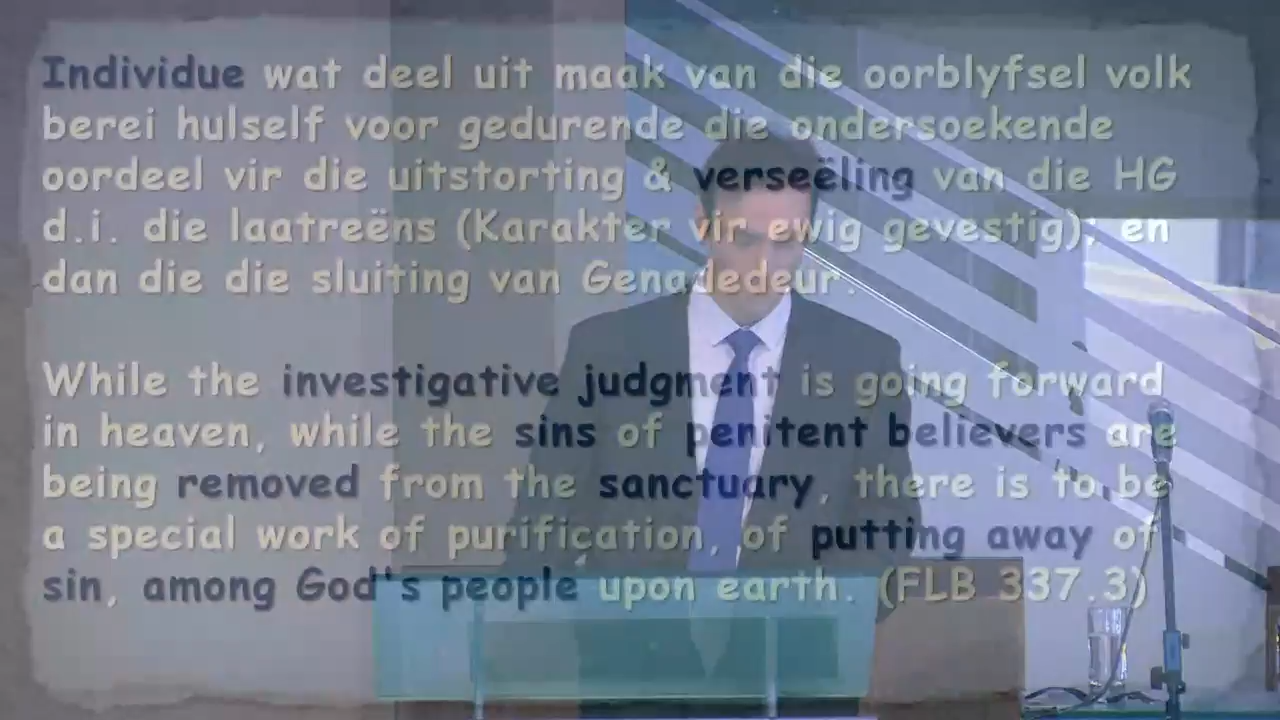 Individue wat deel uit maak van die oorblyfsel volk
berei hulself voor gedurende die ondersoekende
oordeel vir die uitstorting & verseëling van die HG
d.i. die laatreëns (Karakter vir ewig gevestig); en
dan die die sluiting van Genadedeur.
While the investigative judgment is going forward
in heaven, while the sins of penitent believers are
being removed from the sanctuary, there is to be
a special work of purification, of putting away of
sin, among God's people upon earth. (FLB 337.3)